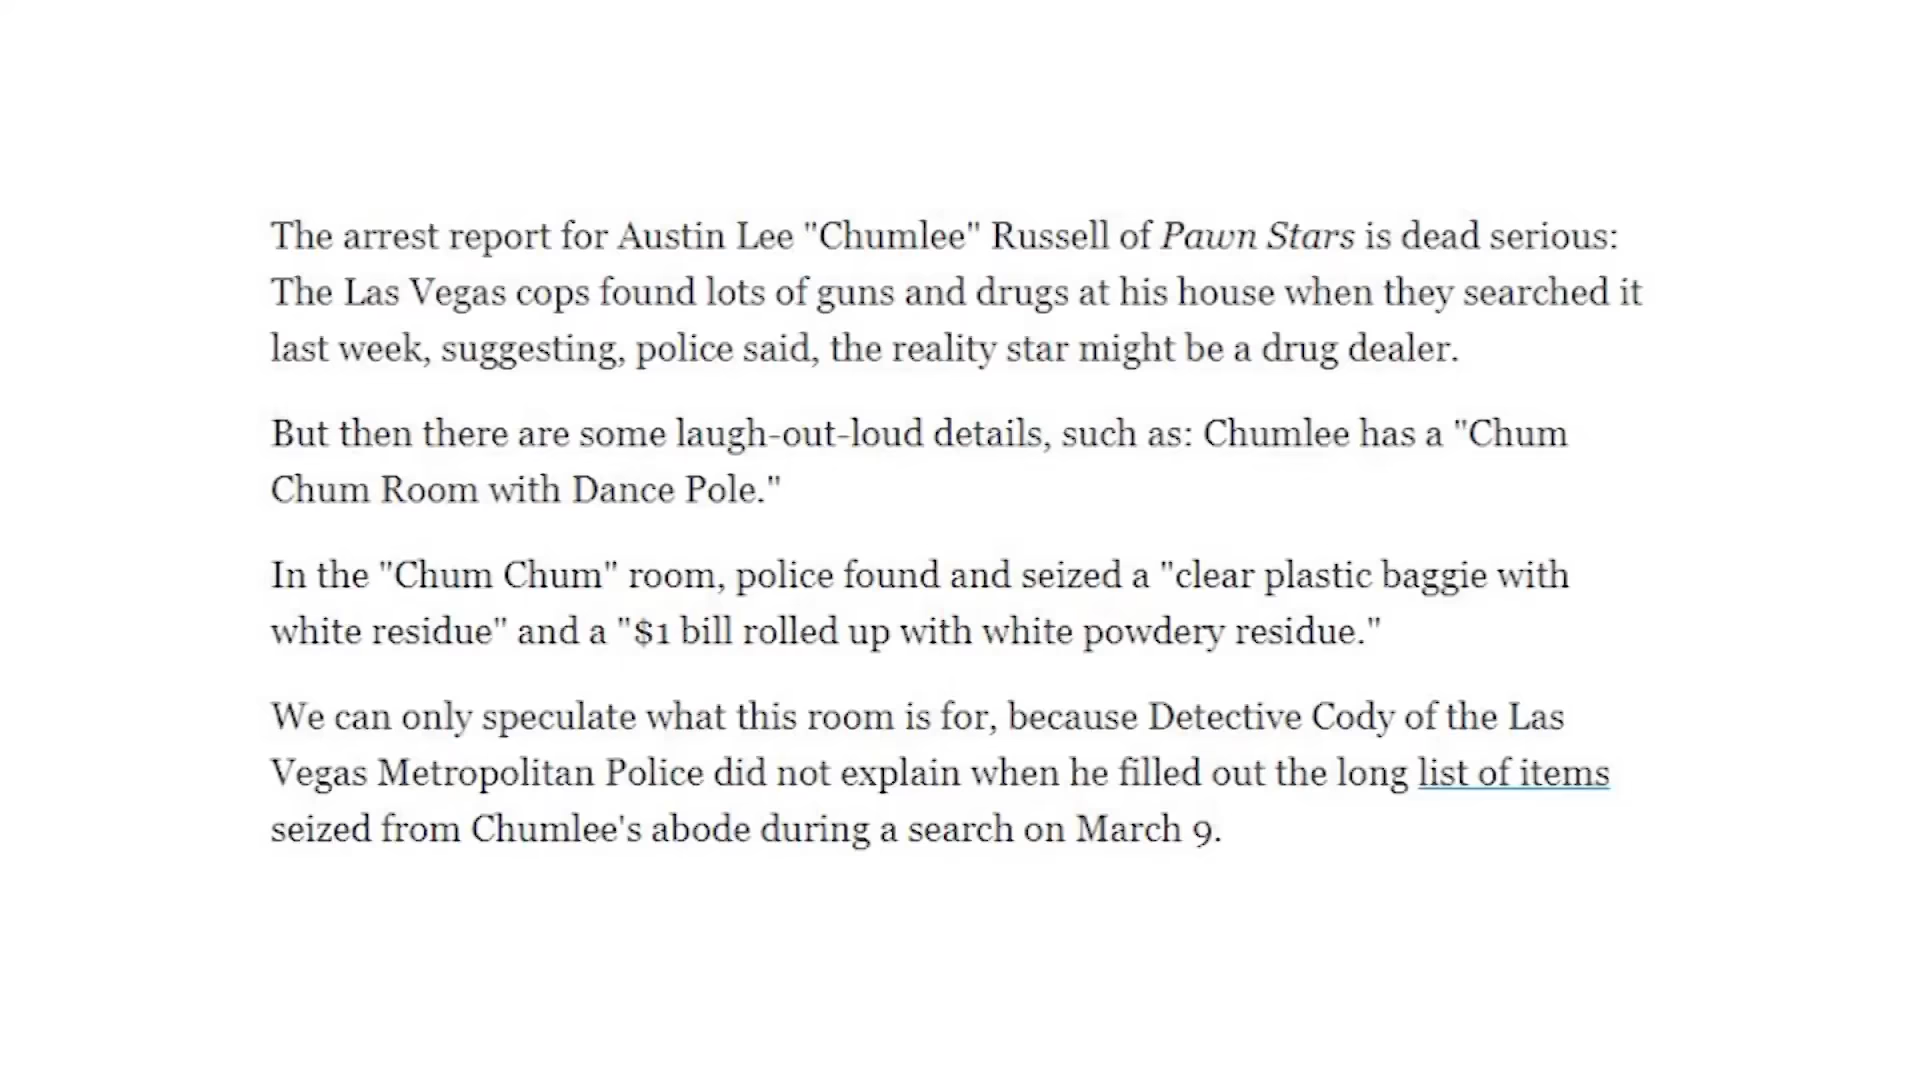 The arrest report for Austin Lee "Chumlee" Russell of Pawn Stars is dead serious:
The Las Vegas cops found lots of guns and drugs at his house when they searched it
last week, suggesting, police said, the reality star might be a drug dealer.
But then there are some laugh-out-loud details, such as: Chumlee has a "Chum
Chum Room with Dance Pole."
In the "Chum Chum" room, police found and seized a "clear plastic baggie with
white residue" and a "$1 bill rolled up with white powdery residue."
We can only speculate what this room is for, because Detective Cody of the Las
Vegas Metropolitan Police did not explain when he filled out the long list of items
seized from Chumlee's abode during a search on March 9.